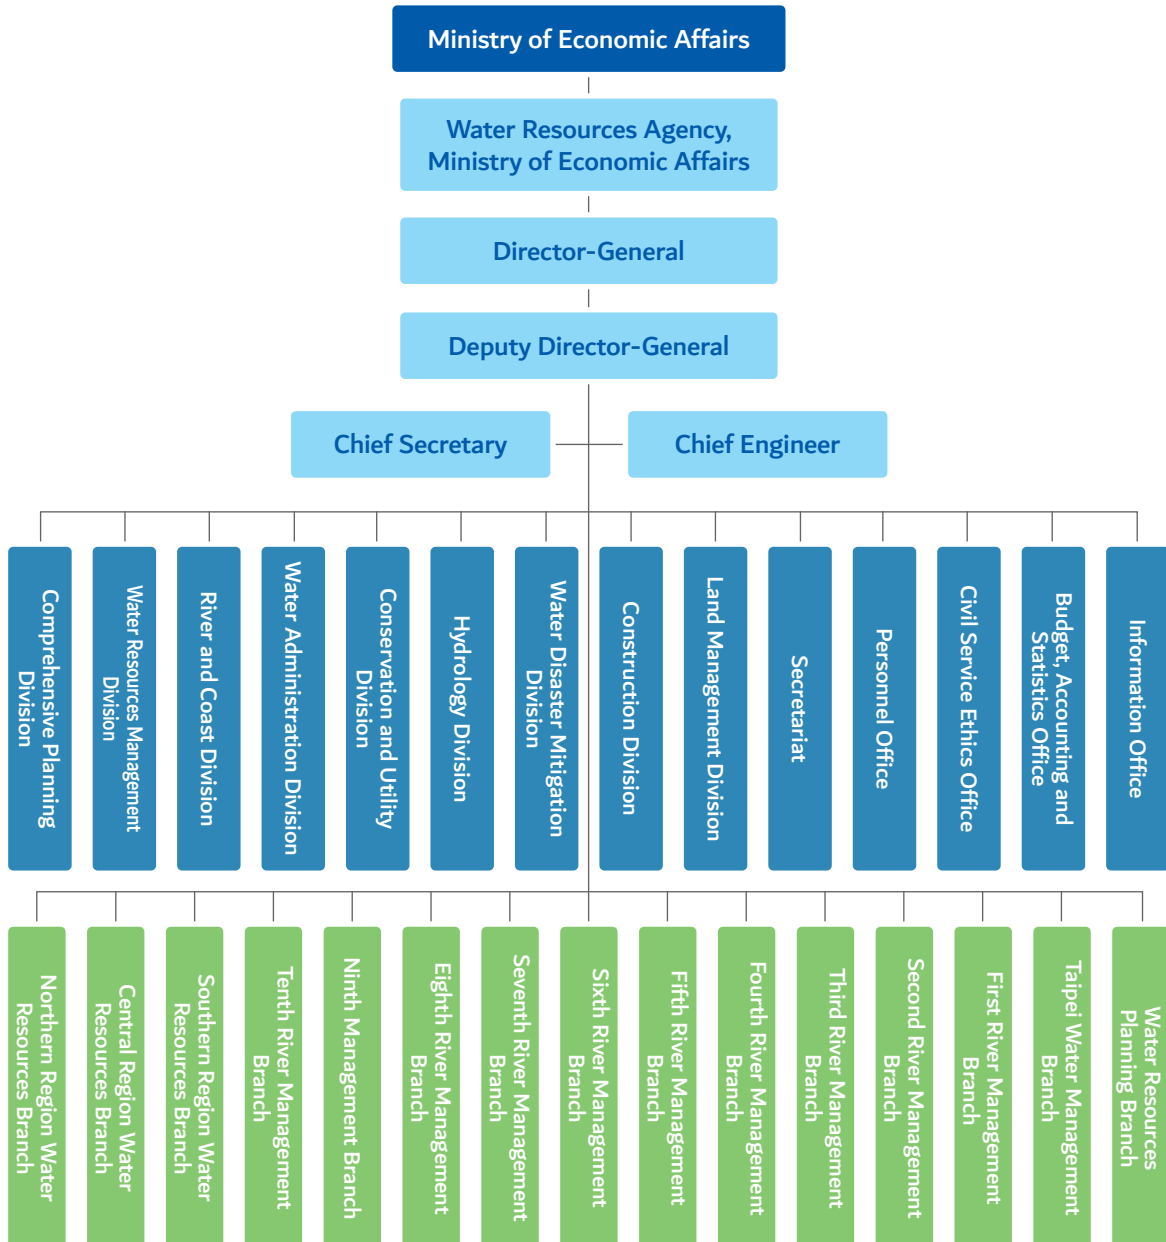 Ministry of Economic Affairs
Water Resources Agency,
Ministry of Economic Affairs
Director-General
Deputy Director-General
Chief Secretary
Chief Engineer
Comprehensive Planning
Division
Water Resources Management
Division
River and Coast Division
Water Administration Division
Conservation and Utility
Division
Hydrology Division
Water Disaster Mitigation
Division
Construction Division
Land Management Division
Secretariat
Personnel Office
Civil Service Ethics Office
Budget, Accounting and
Statistics Office
Information Office
Northern Region Water
Resources Branch
Central Region Water
Resources Branch
Southern Region Water
Resources Branch
Tenth River Management
Branch
Ninth Management Branch
Eighth River Management
Branch
Seventh River Management
Branch
Sixth River Management
Branch
Fifth River Management
Branch
Fourth River Management
Branch
Third River Management
Branch
Second River Management
Branch
First River Management
Branch
Taipei Water Management
Branch
Water Resources
Planning Branch